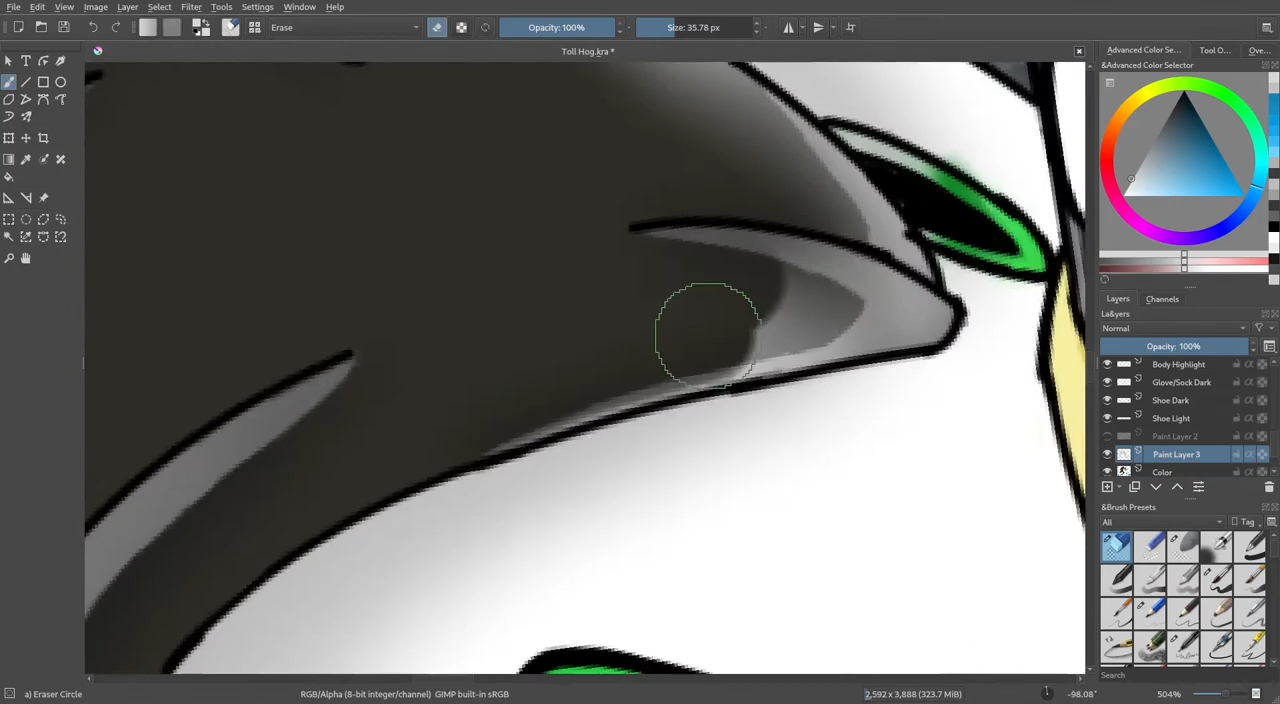 File Edit View Image Layer Select Filter Tools Settings Window Help
Erase Opacity: 100% Size: 35.78 px
Toll Hog.kra *
Advanced Color Se... Tool O... Ove...
&Advanced Color Selector
Layers Channels
La&yers
Normal
Opacity: 100%
Body Highlight
Glove/Sock Dark
Shoe Dark
Shoe Light
Paint Layer 2
Paint Layer 3
Color
&Brush Presets
All Tag
Search
a) Eraser Circle RGB/Alpha (8-bit integer/channel) GIMP built-in sRGB 2,592 x 3,888 (323.7 MiB) -98.08° 504%